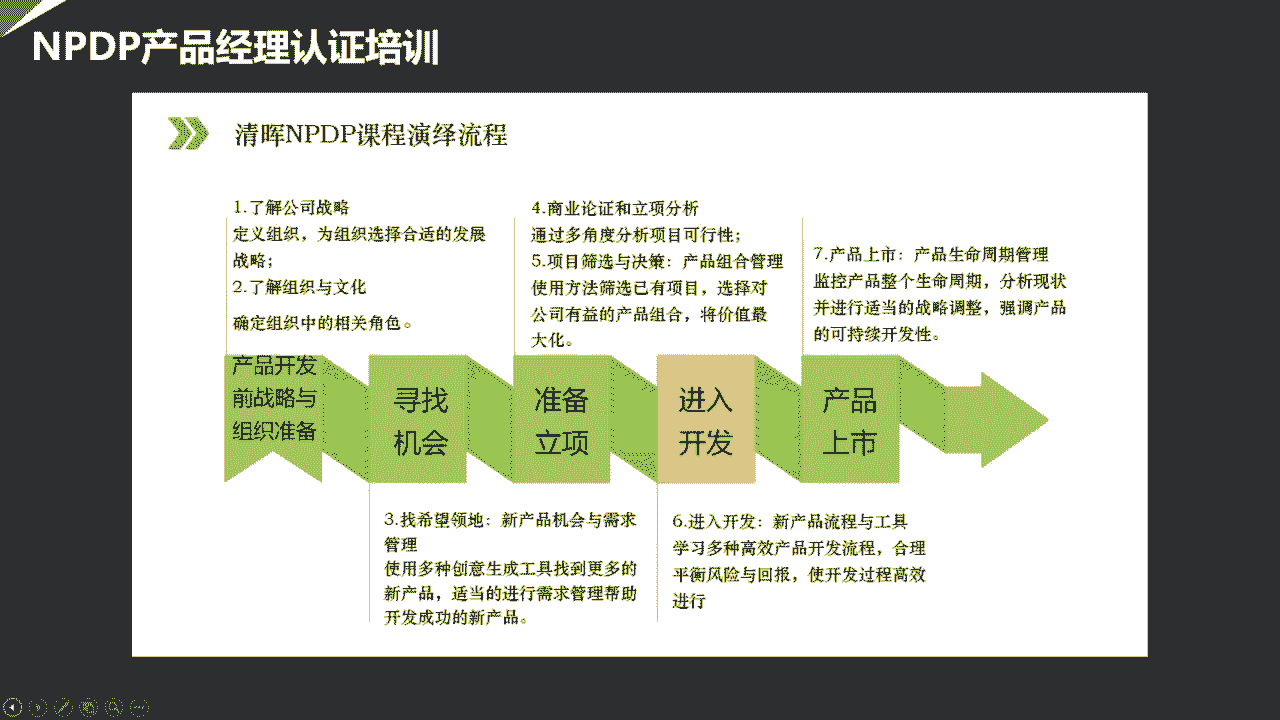 NPDP产品经理认证培训
清晖NPDP课程演绎流程
1.了解公司战略
定义组织，为组织选择合适的发展
战略；
2.了解组织与文化
确定组织中的相关角色。
4.商业论证和立项分析
通过多角度分析项目可行性；
5.项目筛选与决策：产品组合管理
使用方法筛选已有项目，选择对
公司有益的产品组合，将价值最
大化。
7.产品上市：产品生命周期管理
监控产品整个生命周期，分析现状
并进行适当的战略调整，强调产品
的可持续开发性。
产品开发
前战略与
组织准备
寻找
机会
准备
立项
进入
开发
产品
上市
3.找希望领地：新产品机会与需求
管理
使用多种创意生成工具找到更多的
新产品，适当的进行需求管理帮助
开发成功的新产品。
6.进入开发：新产品流程与工具
学习多种高效产品开发流程，合理
平衡风险与回报，使开发过程高效
进行